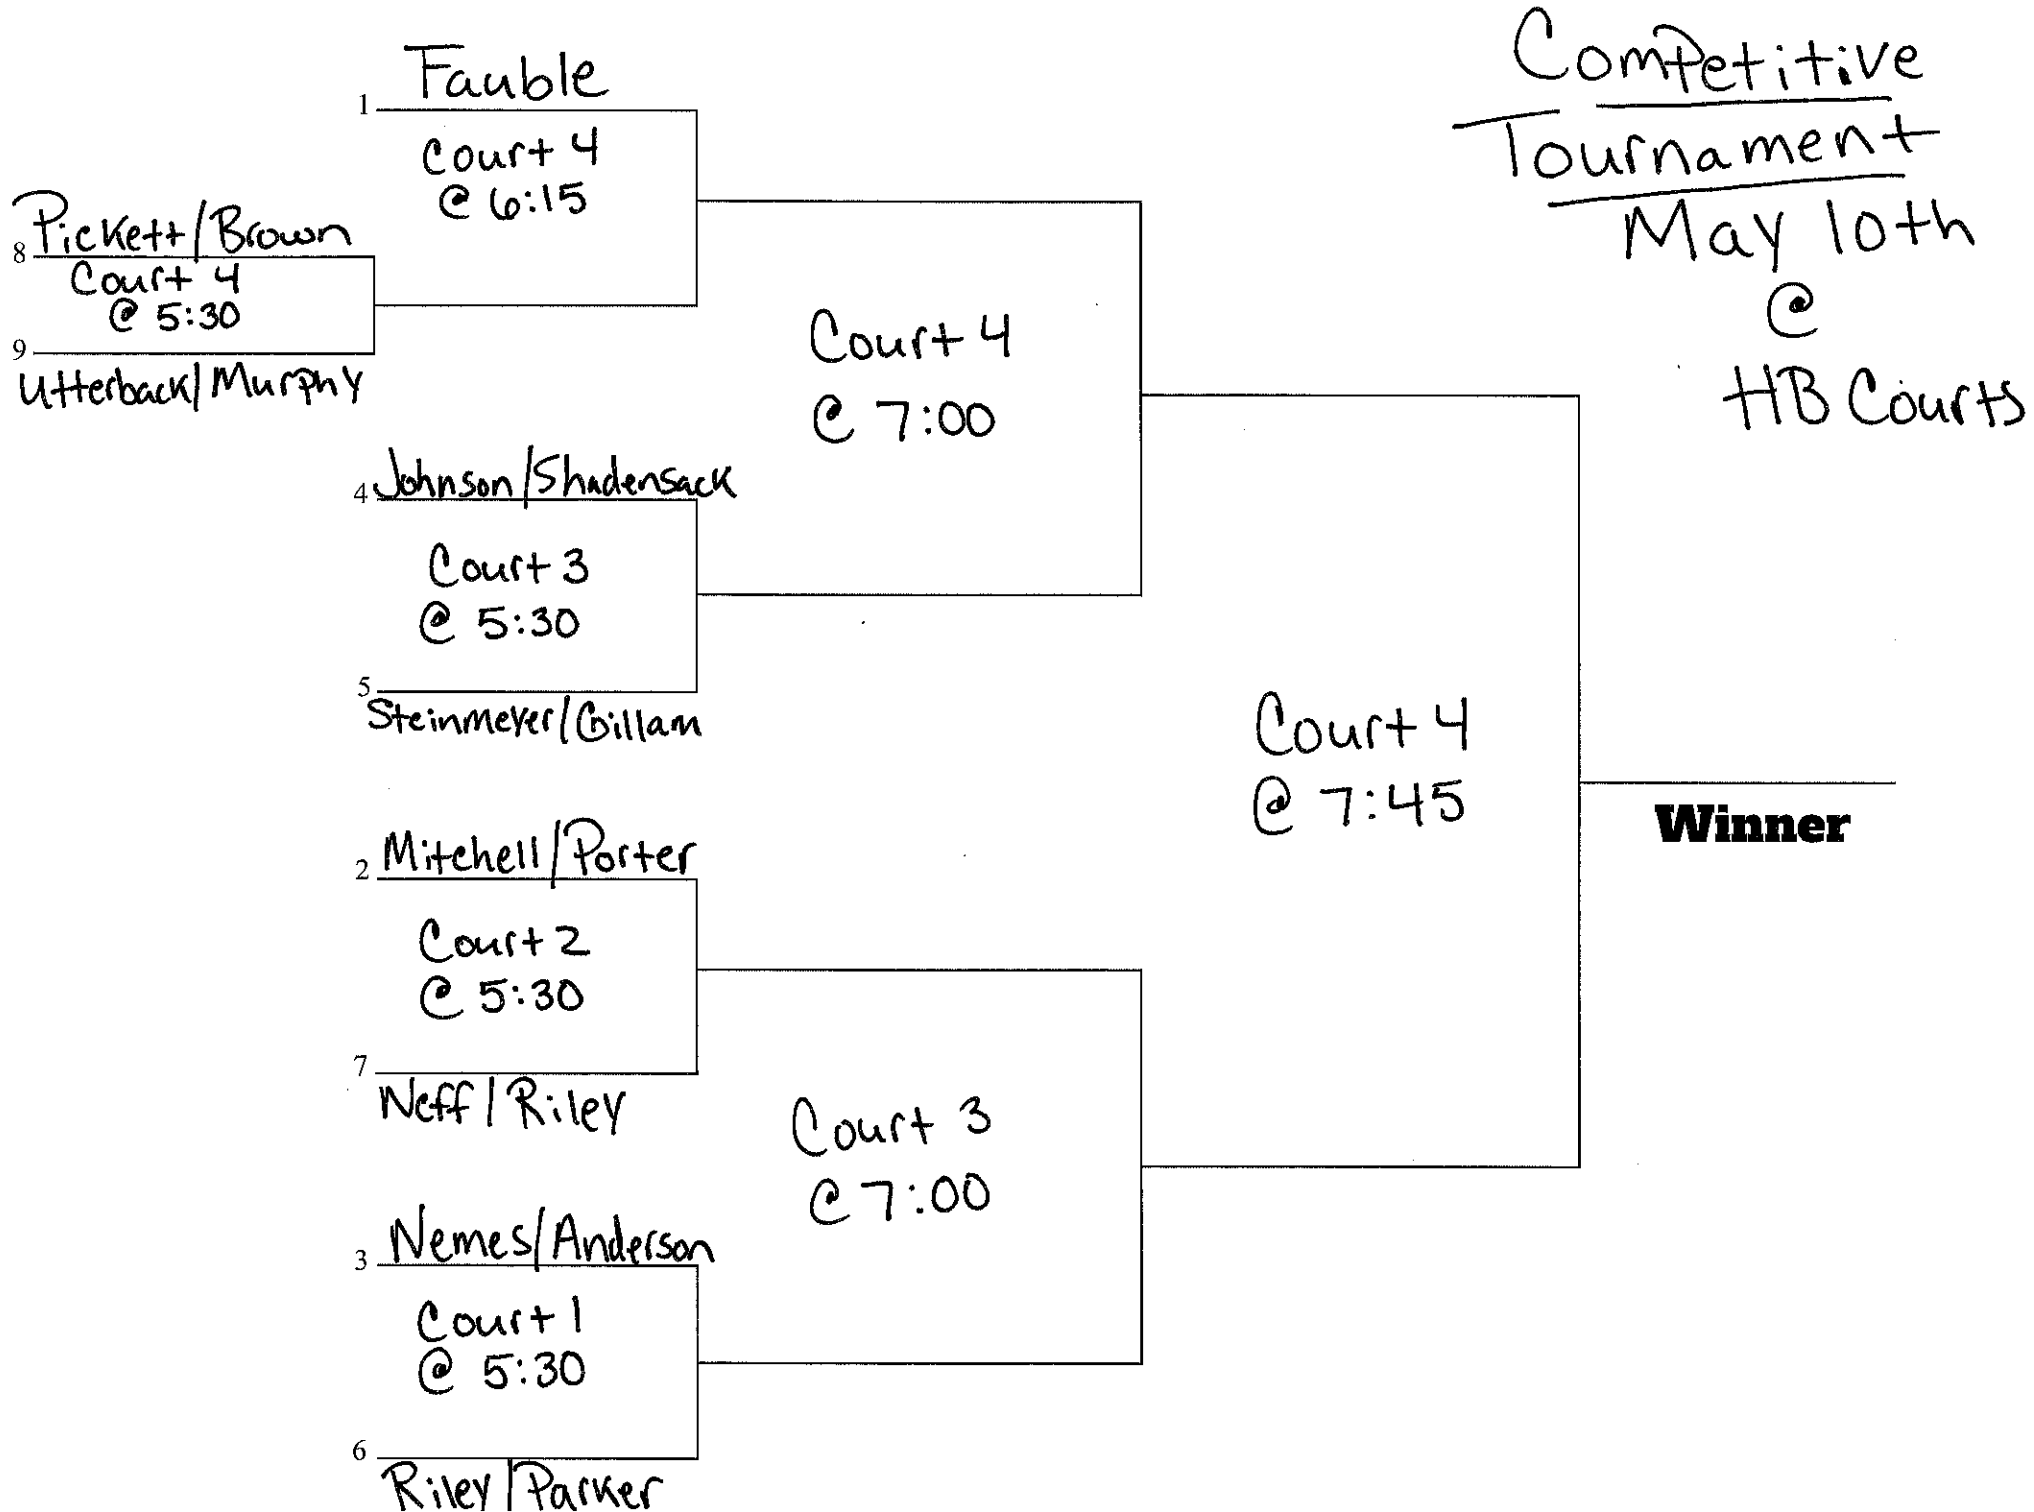 Competitive
Tournament
May 10th
@
HB Courts
Fauble
1
Court 4
@ 6:15
8 Pickett/Brown
Court 4
@ 5:30
9
Utterback/Murphy
Court 4
@ 7:00
4 Johnson/Shadensack
Court 3
@ 5:30
5
Steinmeyer/Gillam
Court 4
@ 7:45
Winner
2 Mitchell/Porter
Court 2
@ 5:30
7
Neff/Riley
Court 3
@ 7:00
3 Nemes/Anderson
Court 1
@ 5:30
6
Riley/Parker